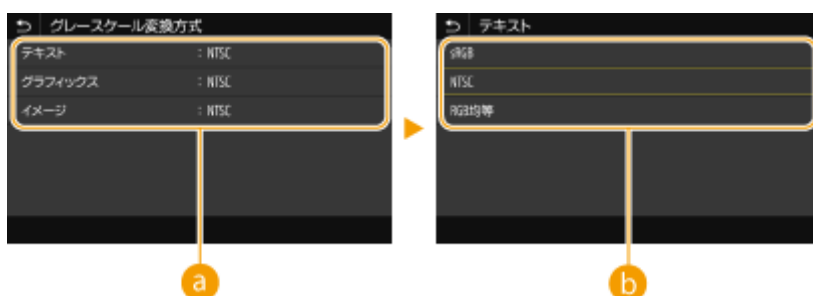 グレースケール変換方式
テキスト : NTSC
グラフィックス : NTSC
イメージ : NTSC
a
テキスト
sRGB
NTSC
RGB均等
b